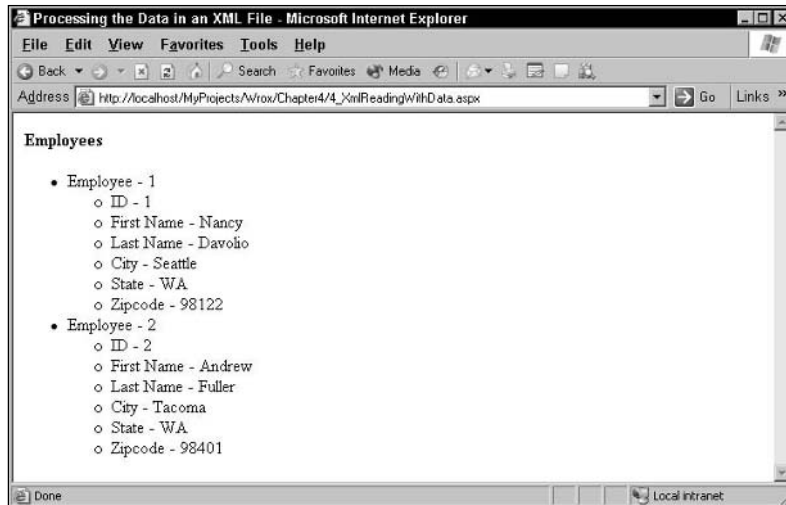 Processing the Data in an XML File - Microsoft Internet Explorer
File Edit View Favorites Tools Help
Back Search Favorites Media
Address http://localhost/MyProjects/Wrox/Chapter4/4_XmlReadingWithData.aspx Go Links »
Employees
• Employee - 1
o ID - 1
o First Name - Nancy
o Last Name - Davolio
o City - Seattle
o State - WA
o Zipcode - 98122
• Employee - 2
o ID - 2
o First Name - Andrew
o Last Name - Fuller
o City - Tacoma
o State - WA
o Zipcode - 98401
Done Local intranet